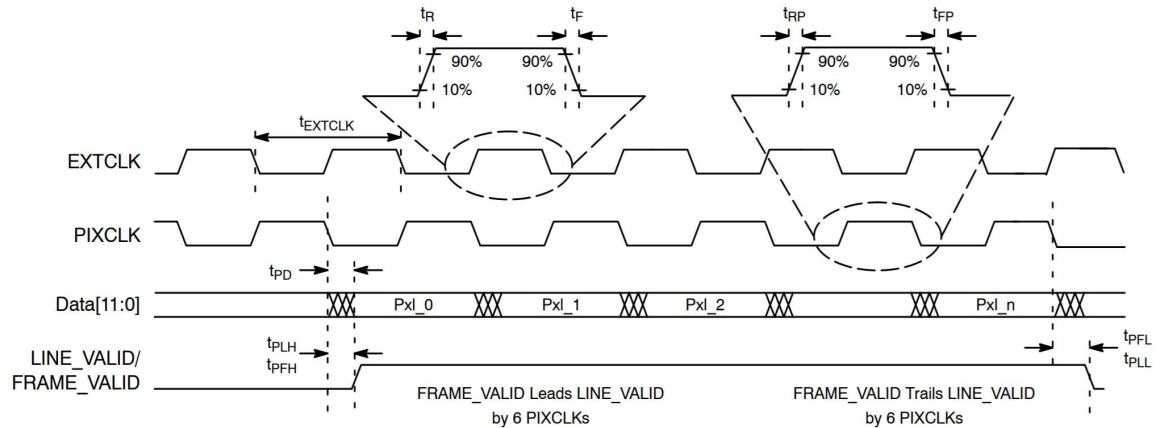 tR tF tRP tFP
90% 90% 90% 90%
10% 10% 10% 10%
tEXTCLK
EXTCLK
PIXCLK
tPD
Data[11:0] Pxl_0 Pxl_1 Pxl_2 Pxl_n
tPLH tPFL
LINE_VALID/ tPFH tPLL
FRAME_VALID
FRAME_VALID Leads LINE_VALID FRAME_VALID Trails LINE_VALID
by 6 PIXCLKs by 6 PIXCLKs